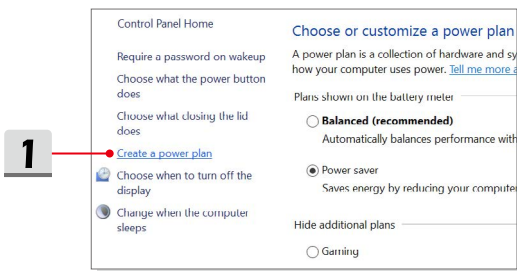 Control Panel Home
Require a password on wakeup
Choose what the power button
does
Choose what closing the lid
does
Create a power plan
Choose when to turn off the
display
Change when the computer
sleeps
1
Choose or customize a power plan
A power plan is a collection of hardware and sy
how your computer uses power. Tell me more a
Plans shown on the battery meter
Balanced (recommended)
Automatically balances performance with
Power saver
Saves energy by reducing your computer
Hide additional plans
Gaming